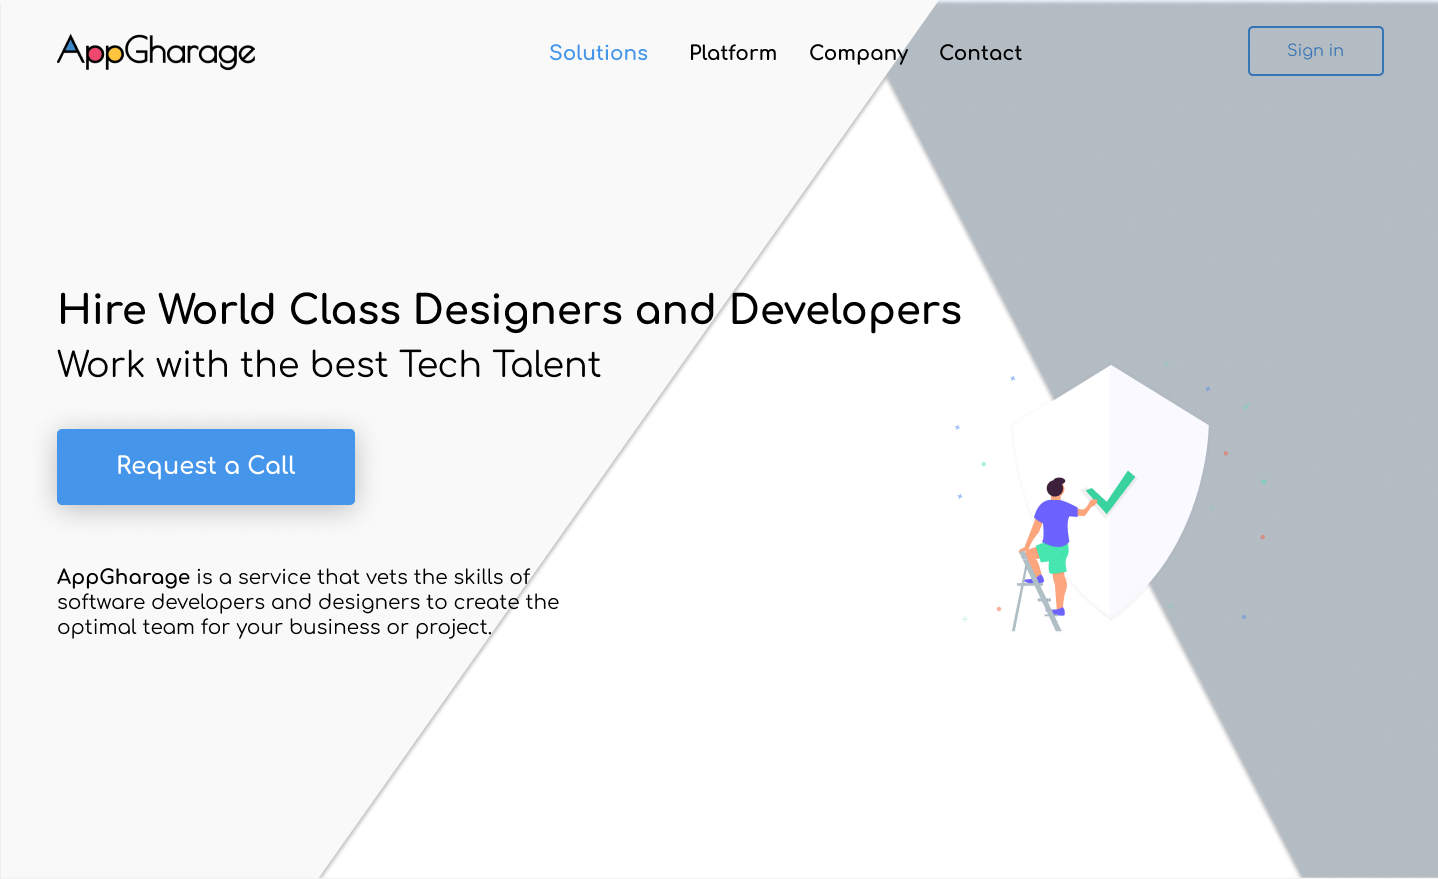 AppGharage
Solutions Platform Company Contact Sign in
Hire World Class Designers and Developers
Work with the best Tech Talent
Request a Call
AppGharage is a service that vets the skills of
software developers and designers to create the
optimal team for your business or project.